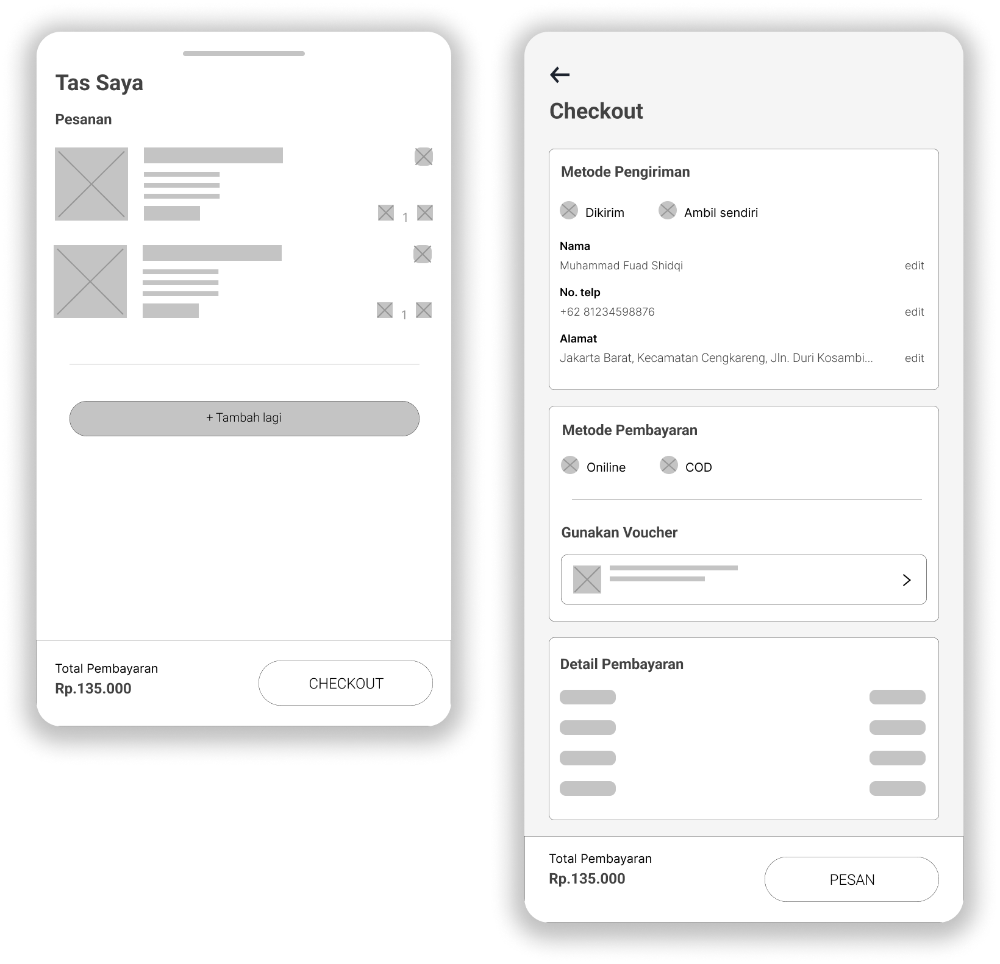 Tas Saya
Pesanan
1
1
+ Tambah lagi
Total Pembayaran
Rp.135.000
CHECKOUT
Checkout
Metode Pengiriman
Dikirim
Ambil sendiri
Nama
Muhammad Fuad Shidqi
edit
No. telp
+62 81234598876
edit
Alamat
Jakarta Barat, Kecamatan Cengkareng, Jln. Duri Kosambi...
edit
Metode Pembayaran
Oniline
COD
Gunakan Voucher
Detail Pembayaran
Total Pembayaran
Rp.135.000
PESAN